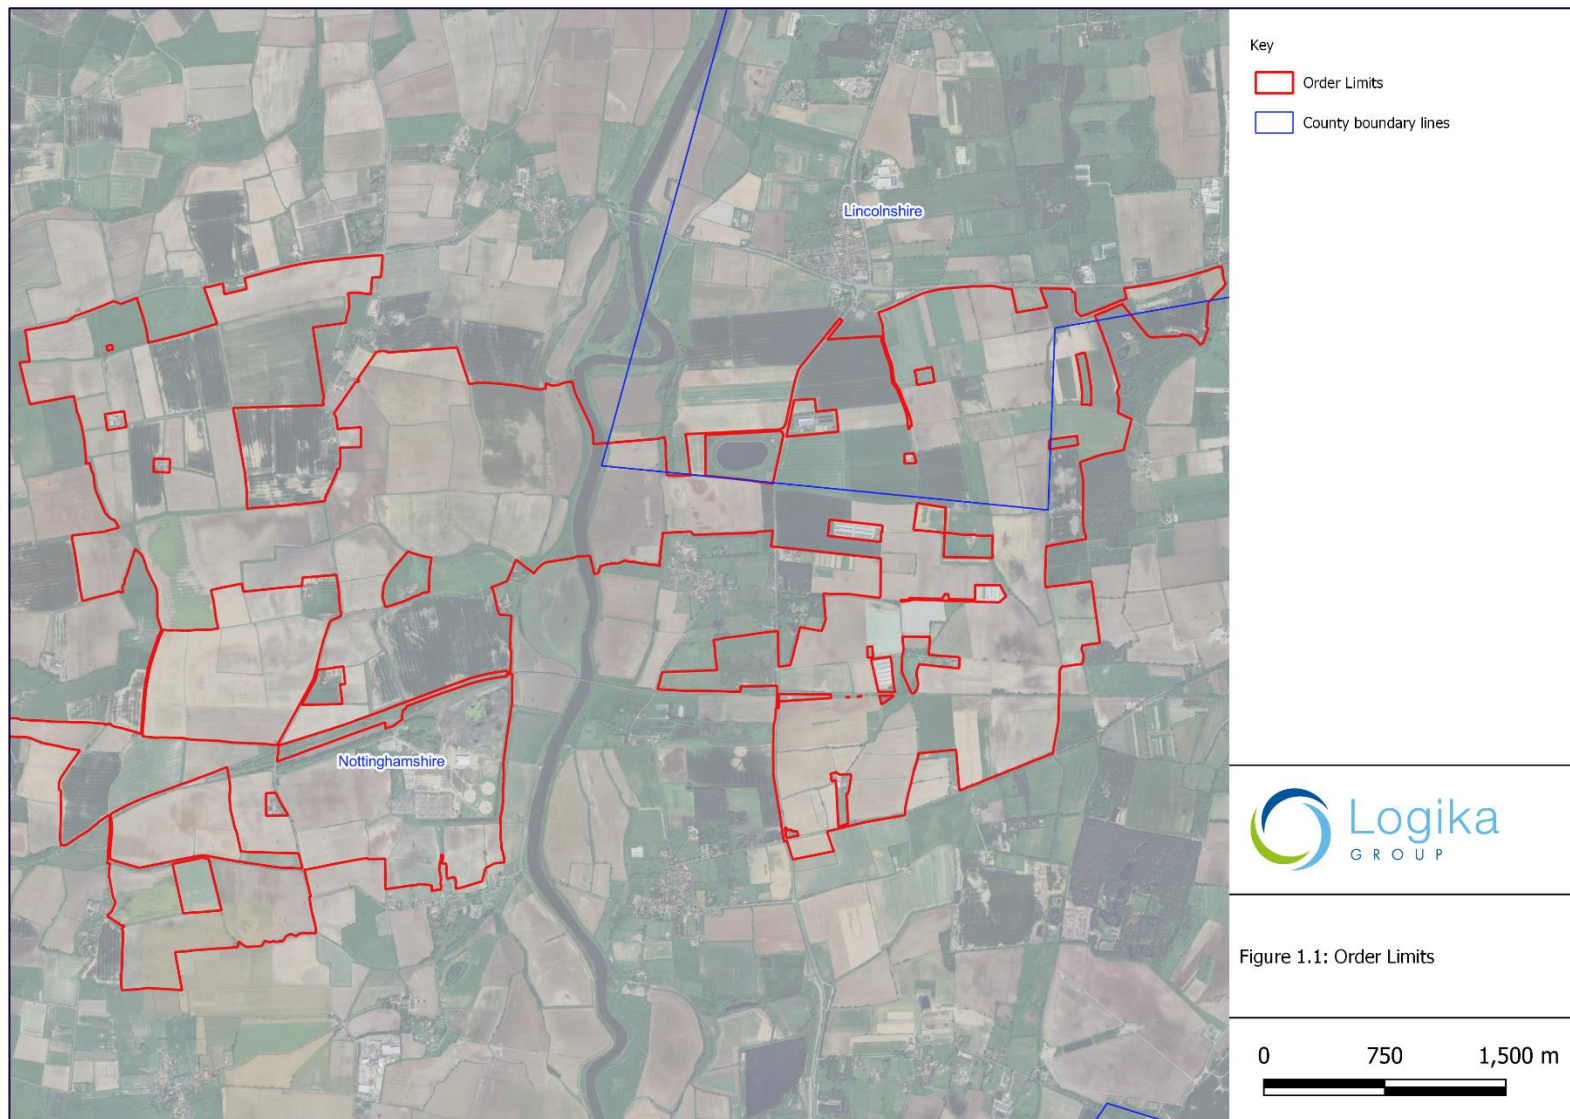 Key
Order Limits
County boundary lines
Lincolnshire
Nottinghamshire
Logika
GROUP
Figure 1.1: Order Limits
0 750 1,500 m